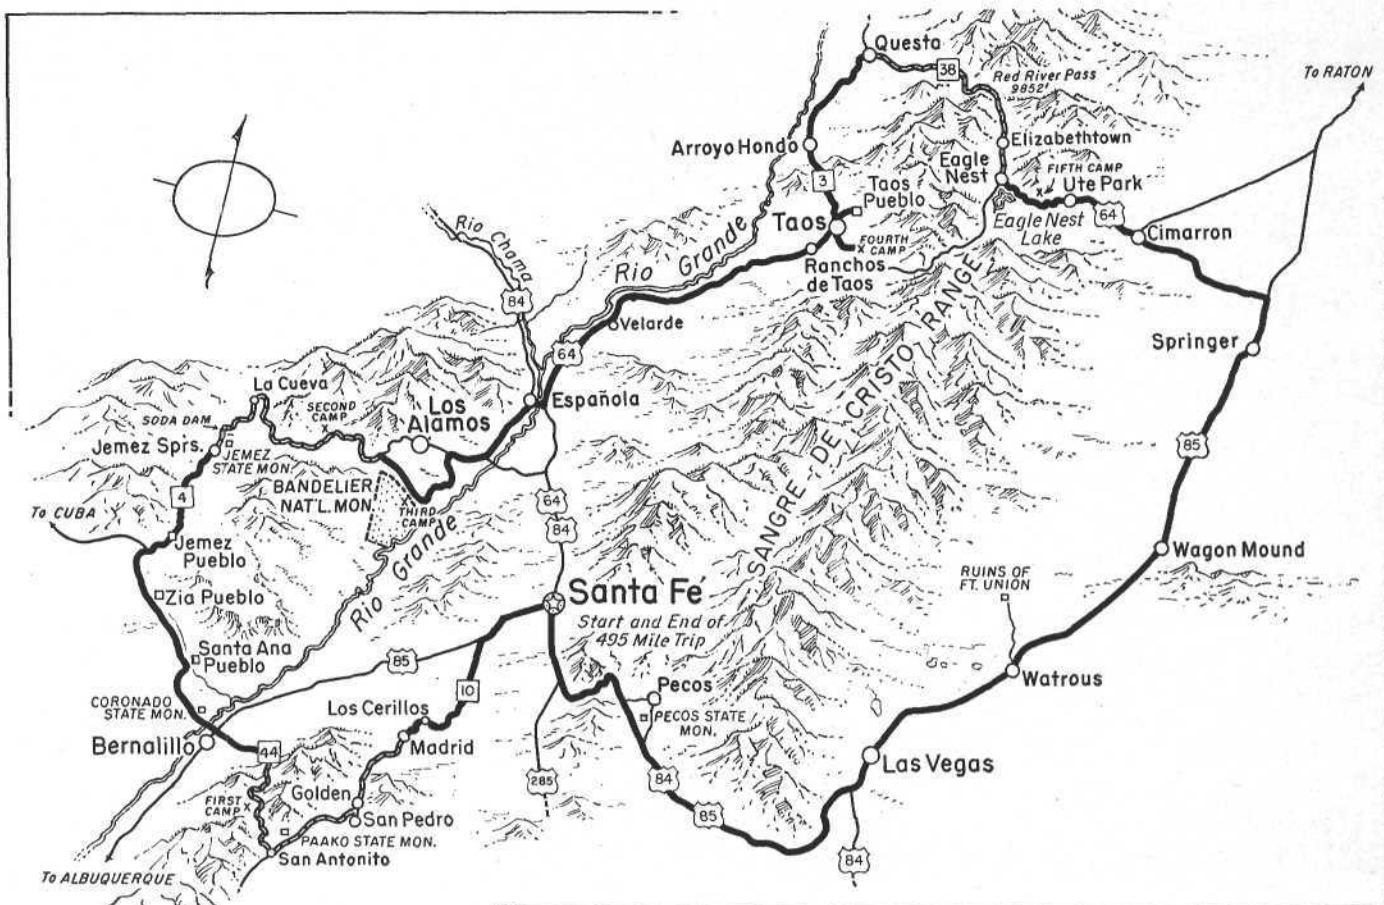 Questa
38
Red River Pass
9852'
To RATON
Arroyo Hondo
Elizabethtown
Eagle
Nest
FIFTH CAMP
x
Ute Park
3
Taos
Pueblo
64
Eagle Nest
Lake
Cimarron
Taos
FOURTH
CAMP x
Rio Chama
Rio Grande
Ranchos
de Taos
84
Velarde
SANGRE DE CRISTO RANGE
Springer
64
La Cueva
Española
SECOND
CAMP
x
Los
Alamos
SODA DAM
Jemez Sprs.
JEMEZ
STATE MON.
85
BANDELIER
NAT'L. MON.
4
x
THIRD
CAMP
64
84
To CUBA
Rio Grande
Jemez
Pueblo
Wagon Mound
RUINS OF
FT. UNION
Zia Pueblo
Santa Fé
Start and End of
495 Mile Trip
Santa Ana
Pueblo
85
Watrous
10
Pecos
CORONADO
STATE MON.
Los Cerillos
PECOS STATE
MON.
Bernalillo
Madrid
44
Las Vegas
285
84
Golden
FIRST
CAMP x
85
San Pedro
PAAKO STATE MON.
San Antonito
84
To ALBUQUERQUE